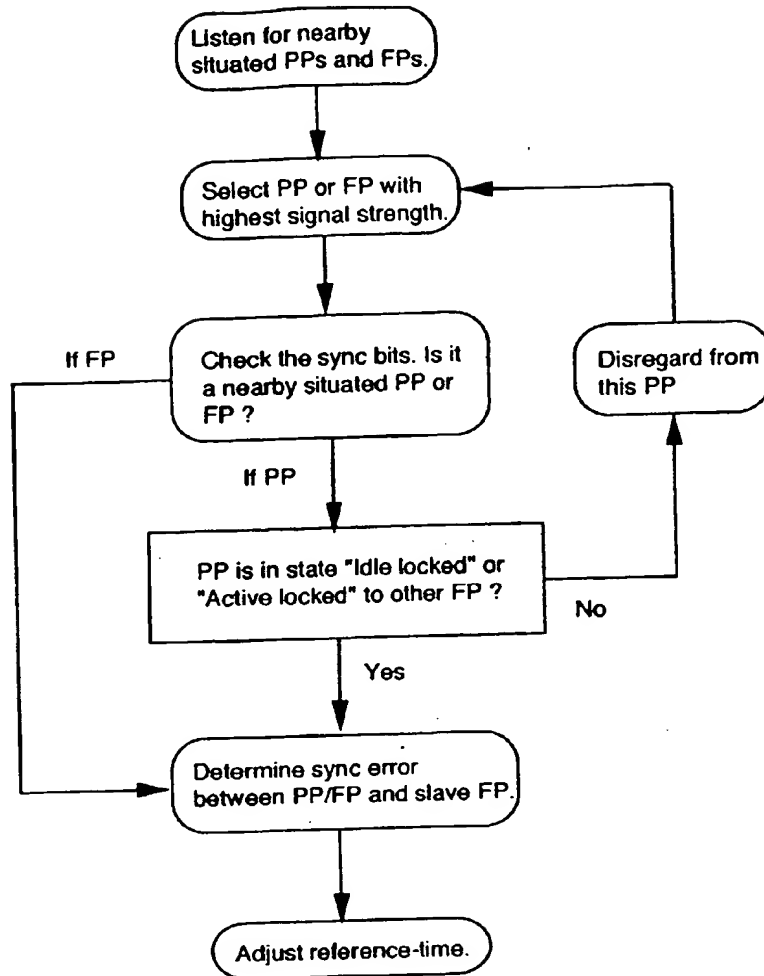 Listen for nearby
situated PPs and FPs.
Select PP or FP with
highest signal strength.
If FP
Check the sync bits. Is it
a nearby situated PP or
FP ?
Disregard from
this PP
If PP
PP is in state "Idle locked" or
"Active locked" to other FP ?
No
Yes
Determine sync error
between PP/FP and slave FP.
Adjust reference-time.